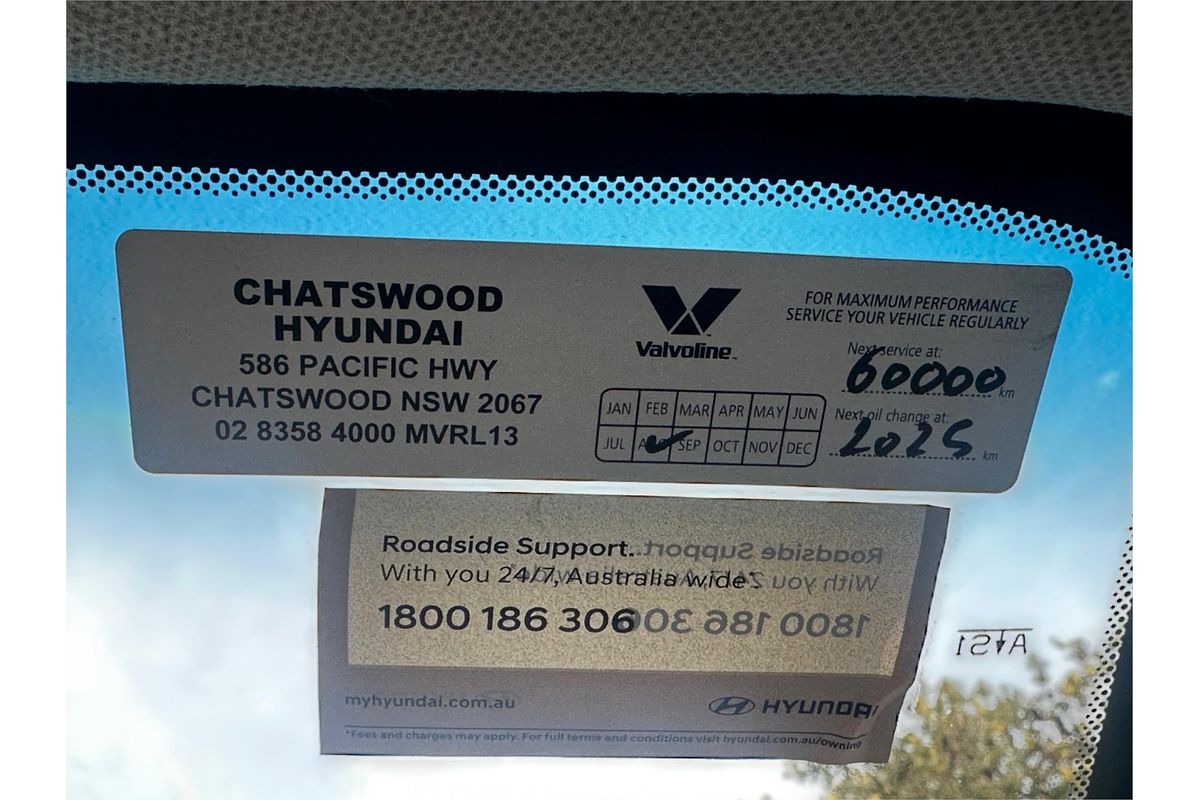 CHATSWOOD
HYUNDAI
586 PACIFIC HWY
CHATSWOOD NSW 2067
02 8358 4000 MVRL13
Valvoline™
JAN FEB MAR APR MAY JUN
JUL SEP OCT NOV DEC
FOR MAXIMUM PERFORMANCE
SERVICE YOUR VEHICLE REGULARLY
Next service at:
60000 km
Next oil change at:
2025 km
Roadside Support.
With you 24/7, Australia wide*.
1800 186 306
myhyundai.com.au
HYUNDAI
*Fees and charges may apply. For full terms and conditions visit hyundai.com.au/owning